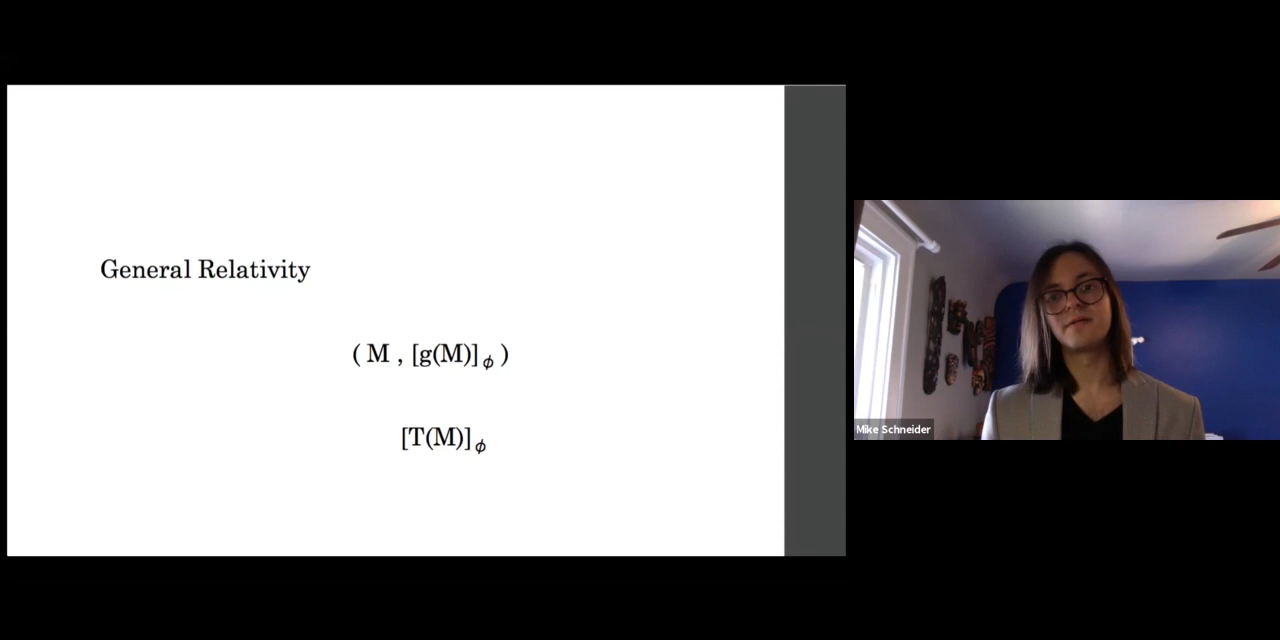 General Relativity
( M , [g(M)]ϕ )
[T(M)]ϕ
Mike Schneider